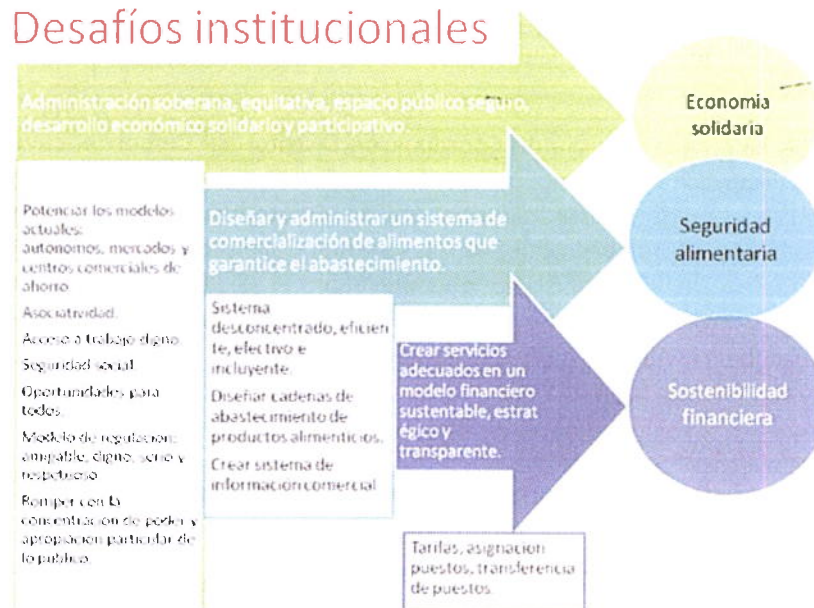 Desafíos institucionales
Administración soberana, equitativa, espacio público seguro,
desarrollo económico solidario y participativo.
Economía
solidaria
Potenciar los modelos
actuales:
autonomos, mercados y
centros comerciales de
ahorro.
Asociatividad.
Acceso a trabajo digno.
Seguridad social.
Oportunidades para
todos.
Modelo de regulacion:
amigable, digno, serio y
respetuoso
Romper con la
concentración de poder y
apropiación particular de
lo publico.
Diseñar y administrar un sistema de
comercialización de alimentos que
garantice el abastecimiento.
Seguridad
alimentaria
Sistema
desconcentrado, eficien
te, efectivo e
incluyente.
Diseñar cadenas de
abastecimiento de
productos alimenticios.
Crear sistema de
información comercial
Crear servicios
adecuados en un
modelo financiero
sustentable, estrat
égico y
transparente.
Sostenibilidad
financiera
Tarifas, asignacion
puestos, transferencia
de puestos.